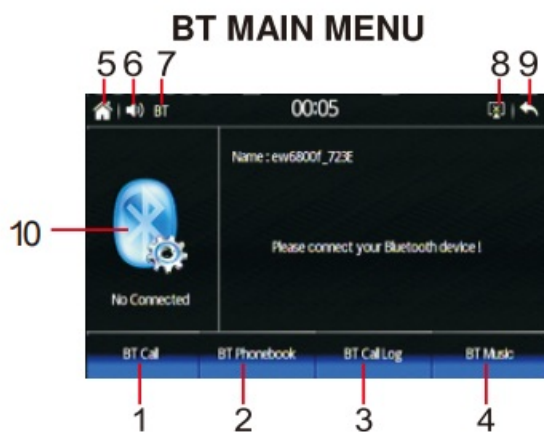 BT MAIN MENU
5 6 7 8 9
BT 00:05
Name : ew6800f_723E
10
Please connect your Bluetooth device !
No Connected
BT Call BT Phonebook BT Call Log BT Music
1 2 3 4